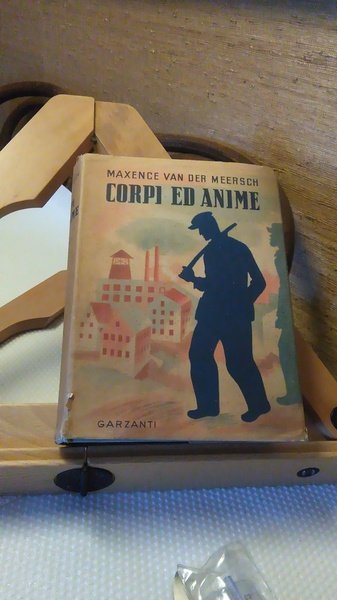 MAXENCE VAN DER MEERSCH
CORPI ED ANIME
GARZANTI